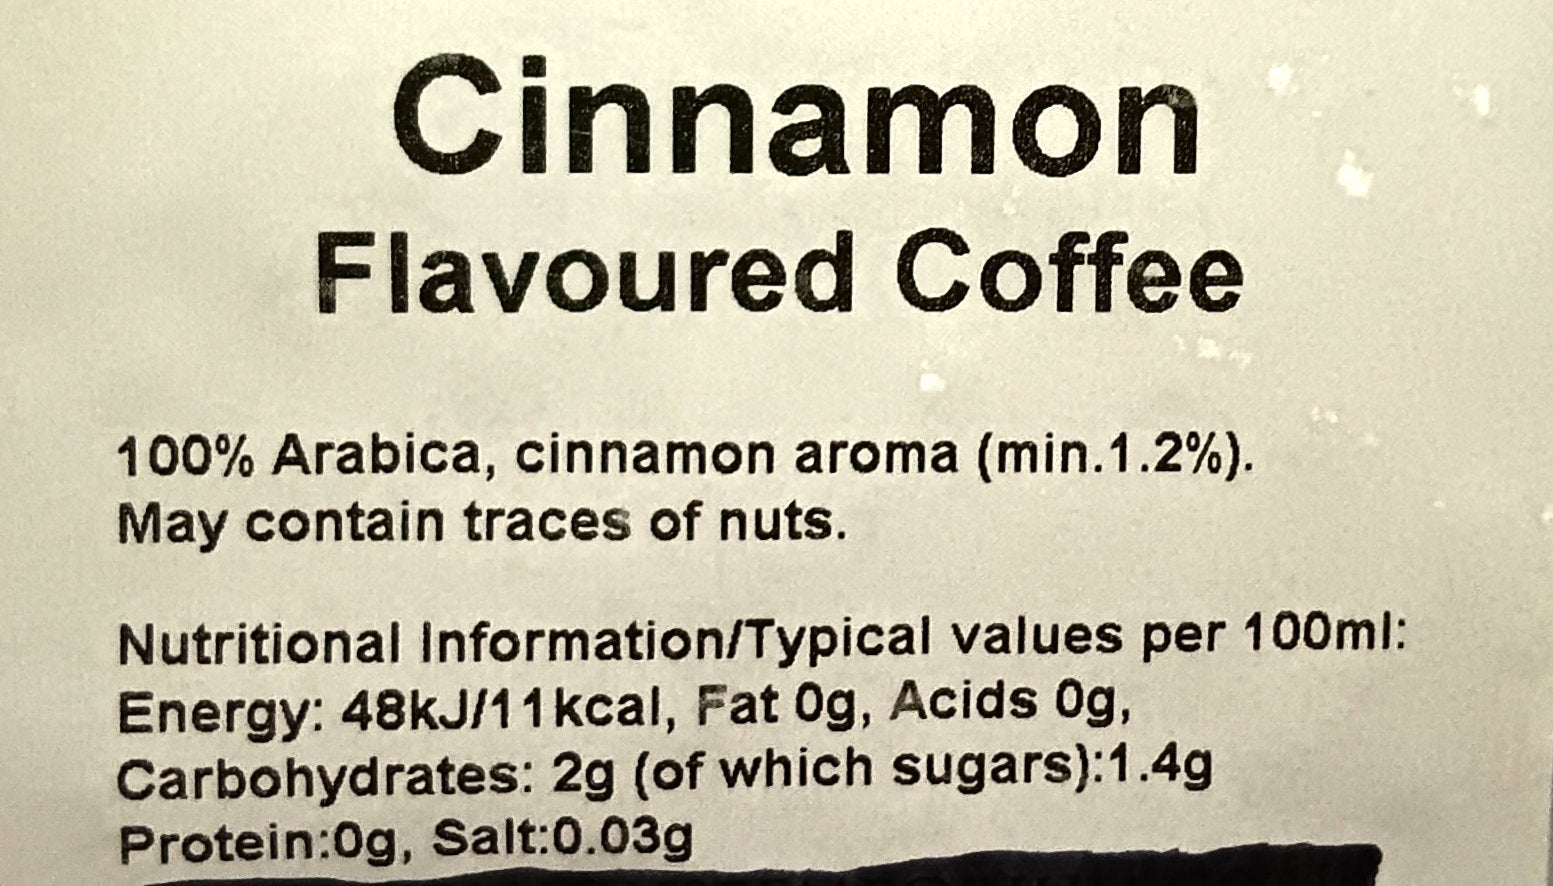 Cinnamon
Flavoured Coffee
100% Arabica, cinnamon aroma (min.1.2%).
May contain traces of nuts.
Nutritional Information/Typical values per 100ml:
Energy: 48kJ/11kcal, Fat 0g, Acids 0g,
Carbohydrates: 2g (of which sugars):1.4g
Protein:0g, Salt:0.03g